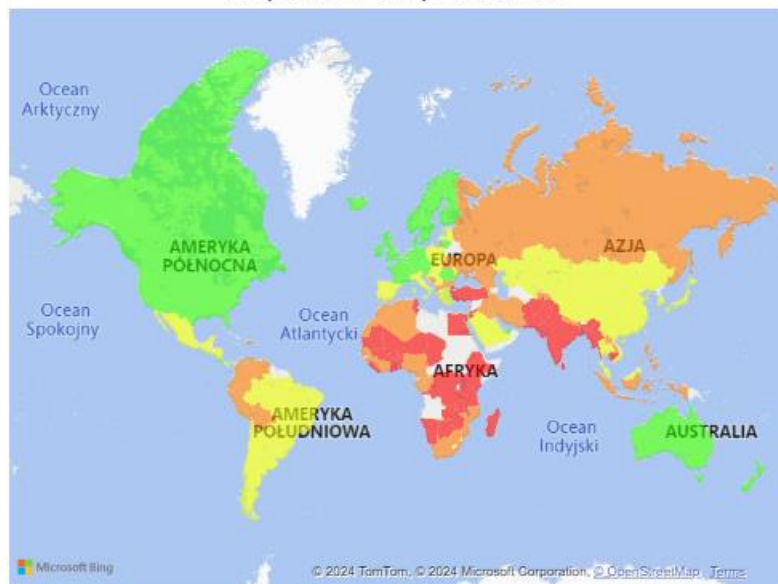 Ocean
Arktyczny
AMERYKA
PÓŁNOCNA
EUROPA
AZJA
Ocean
Spokojny
Ocean
Atlantycki
AFRYKA
AMERYKA
POŁUDNIOWA
Ocean
Indyjski
AUSTRALIA
Microsoft Bing
© 2024 TomTom, © 2024 Microsoft Corporation, © OpenStreetMap Terms